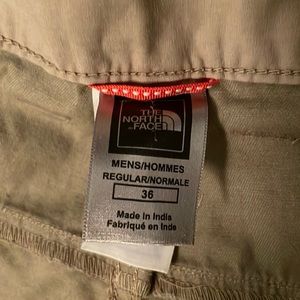 THE
NORTH
FACE
MENS/HOMMES
REGULAR/NORMALE
36
Made in India
Fabriqué en Inde